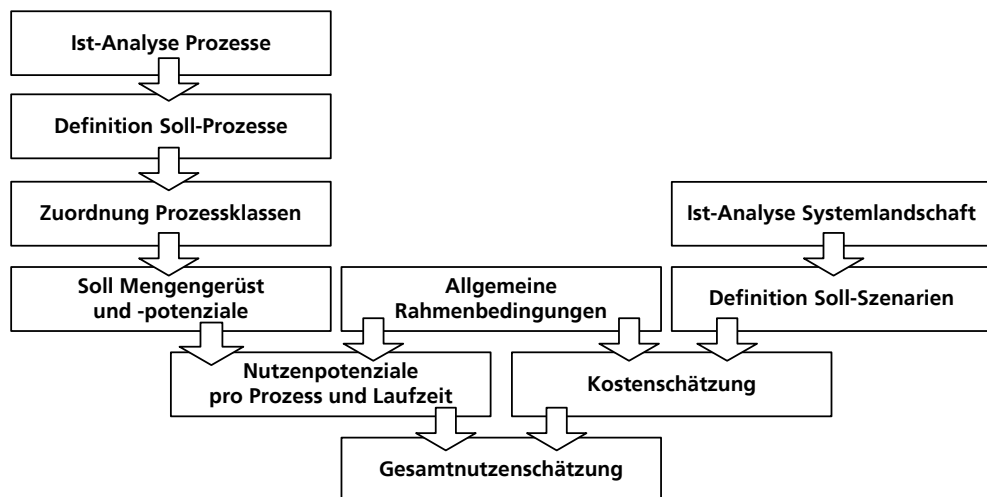 Ist-Analyse Prozesse
Definition Soll-Prozesse
Zuordnung Prozessklassen
Ist-Analyse Systemlandschaft
Soll Mengengerüst
und -potenziale
Allgemeine
Rahmenbedingungen
Definition Soll-Szenarien
Nutzenpotenziale
pro Prozess und Laufzeit
Kostenschätzung
Gesamtnutzenschätzung